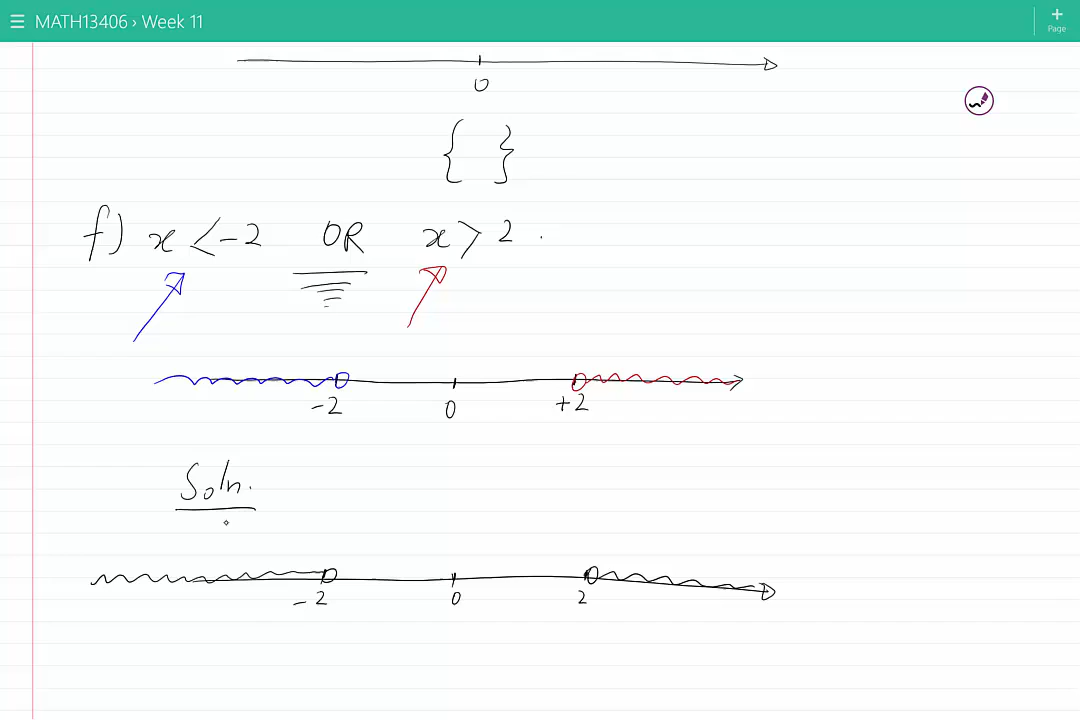 MATH13406 › Week 11
Page
0
{ }
f) x < -2 OR x > 2 .
-2 0 +2
Soln.
-2 0 2